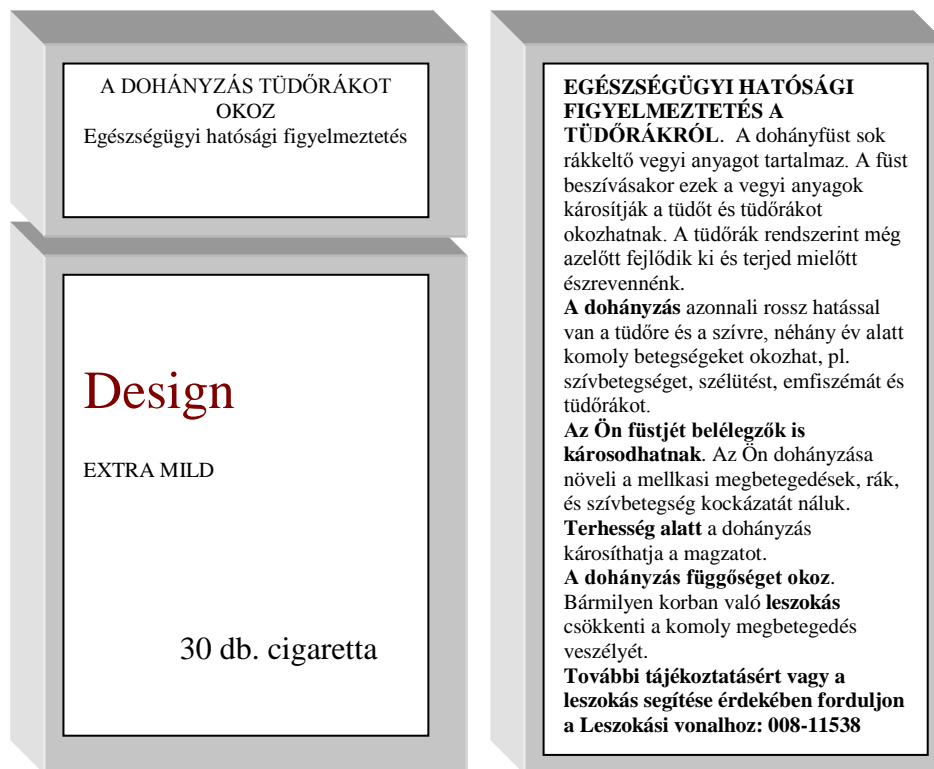 A DOHÁNYZÁS TÜDŐRÁKOT
OKOZ
Egészségügyi hatósági figyelmeztetés
Design
EXTRA MILD
30 db. cigaretta
EGÉSZSÉGÜGYI HATÓSÁGI
FIGYELMEZTETÉS A
TÜDŐRÁKRÓL. A dohányfüst sok
rákkeltő vegyi anyagot tartalmaz. A füst
beszívásakor ezek a vegyi anyagok
károsítják a tüdőt és tüdőrákot
okozhatnak. A tüdőrák rendszerint még
azelőtt fejlődik ki és terjed mielőtt
észrevennénk.
A dohányzás azonnali rossz hatással
van a tüdőre és a szívre, néhány év alatt
komoly betegségeket okozhat, pl.
szívbetegséget, szélütést, emfiszémát és
tüdőrákot.
Az Ön füstjét belélegzők is
károsodhatnak. Az Ön dohányzása
növeli a mellkasi megbetegedések, rák,
és szívbetegség kockázatát náluk.
Terhesség alatt a dohányzás
károsíthatja a magzatot.
A dohányzás függőséget okoz.
Bármilyen korban való leszokás
csökkenti a komoly megbetegedés
veszélyét.
További tájékoztatásért vagy a
leszokás segítése érdekében forduljon
a Leszokási vonalhoz: 008-11538